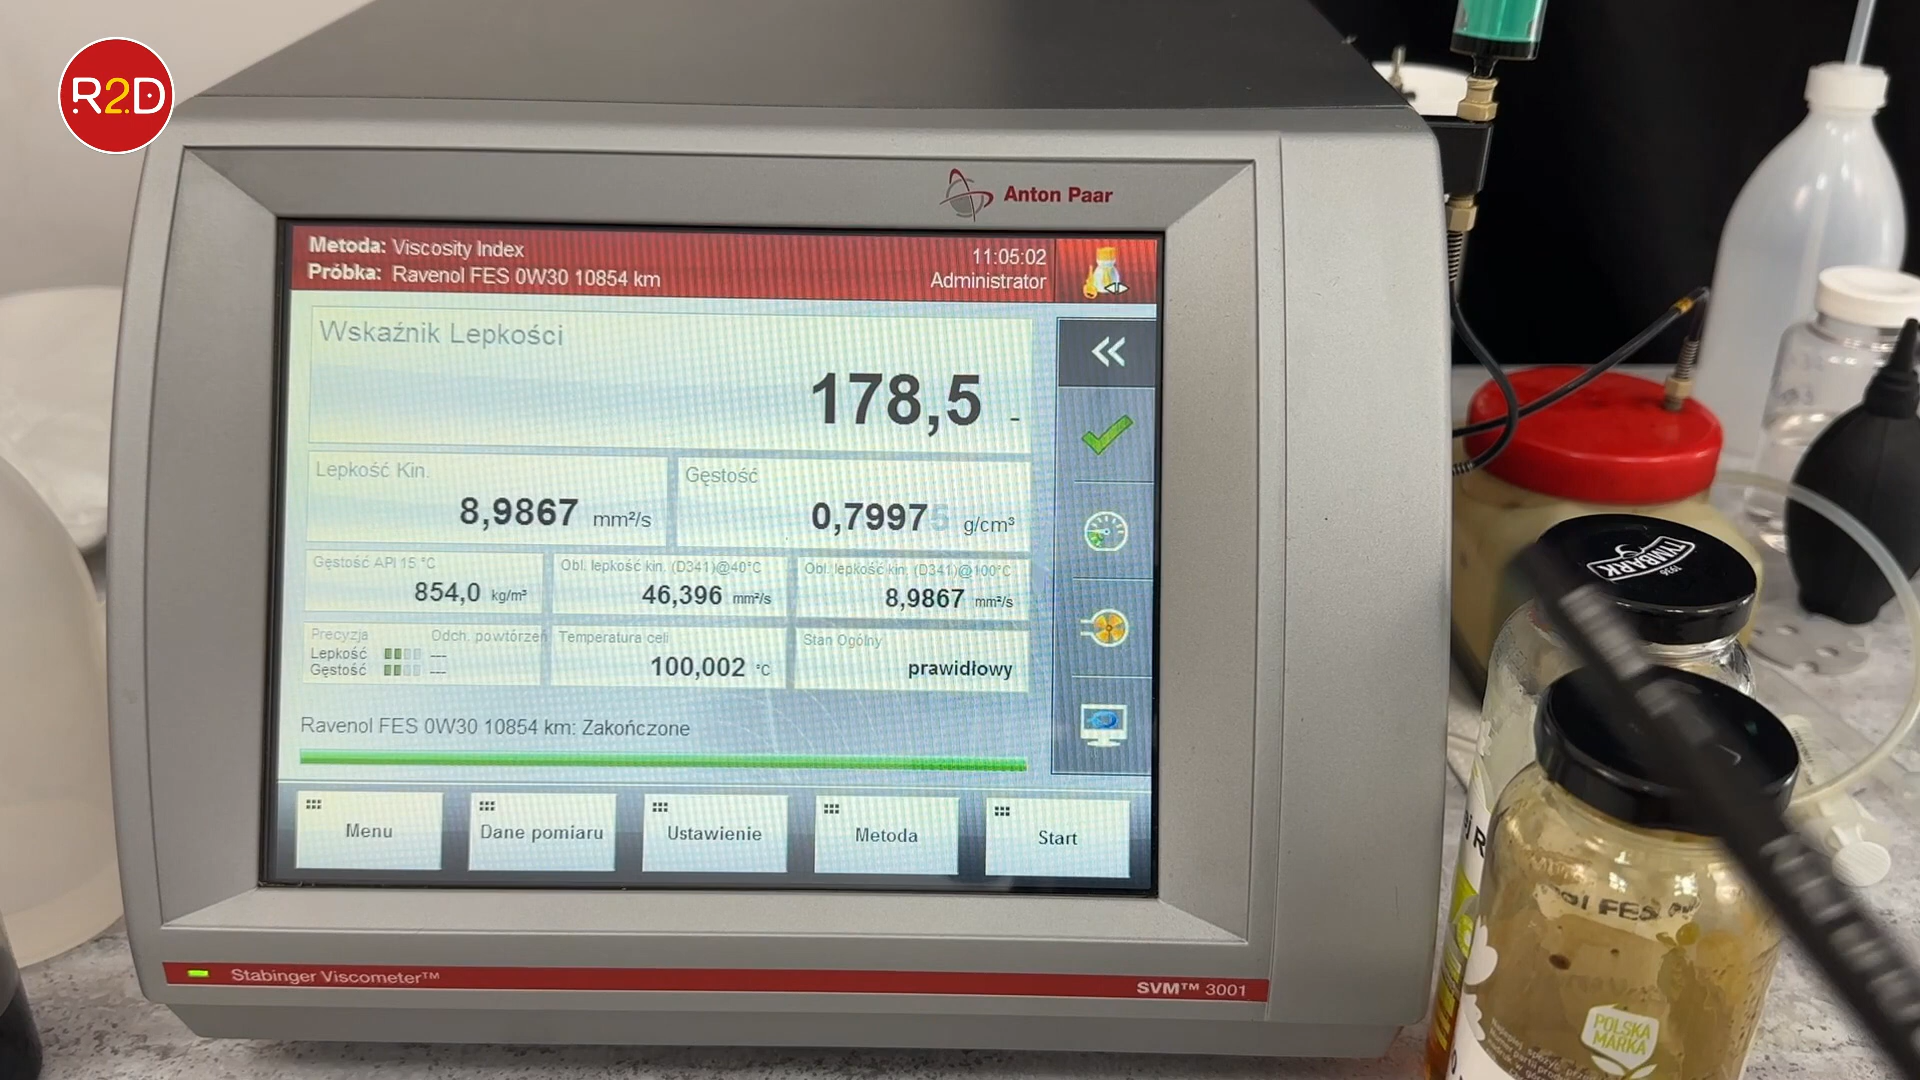 R2D
Anton Paar
Metoda: Viscosity Index
Próbka: Ravenol FES 0W30 10854 km
11:05:02
Administrator
Wskaźnik Lepkości
178,5 -
Lepkość Kin.
8,9867 mm²/s
Gęstość
0,79975 g/cm³
Gęstość API 15 °C
854,0 kg/m³
Obl. lepkość kin. (D341)@40°C
46,396 mm²/s
Obl. lepkość kin. (D341)@100°C
8,9867 mm²/s
Precyzja Odch. powtórzeń
Lepkość ---
Gęstość ---
Temperatura celi
100,002 °C
Stan Ogólny
prawidłowy
Ravenol FES 0W30 10854 km: Zakończone
Menu
Dane pomiaru
Ustawienie
Metoda
Start
Stabinger Viscometer™
SVM™ 3001
TYMBARK
1936
FES
POLSKA
MARKA